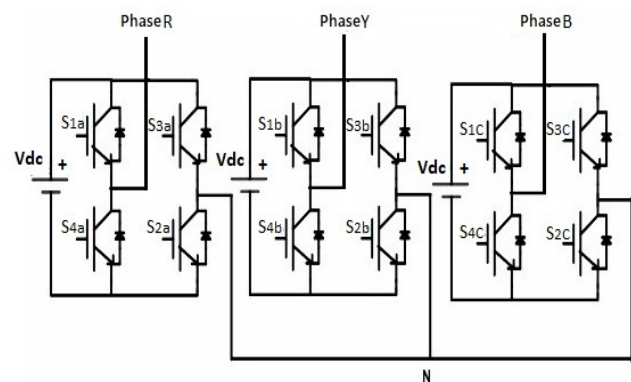 PhaseR
PhaseY
PhaseB
S1a
S3a
S1b
S3b
S1C
S3C
Vdc
+
Vdc
+
Vdc
+
S4a
S2a
S4b
S2b
S4C
S2C
N